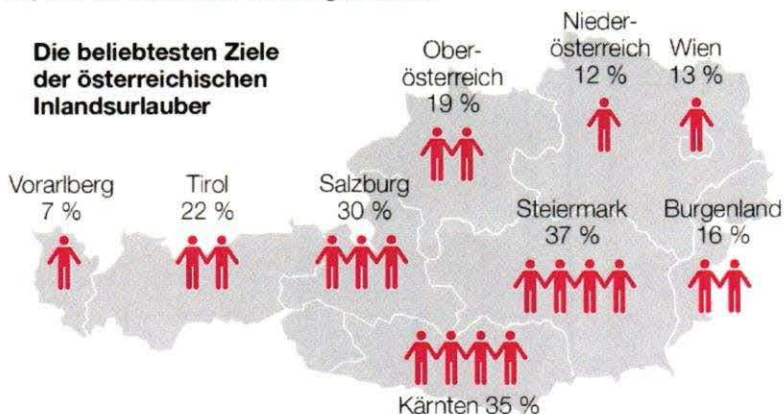 Die beliebtesten Ziele
der österreichischen
Inlandsurlauber
Ober-
österreich
19 %
Nieder-
österreich
12 %
Wien
13 %
Vorarlberg
7 %
Tirol
22 %
Salzburg
30 %
Steiermark
37 %
Burgenland
16 %
Kärnten 35 %